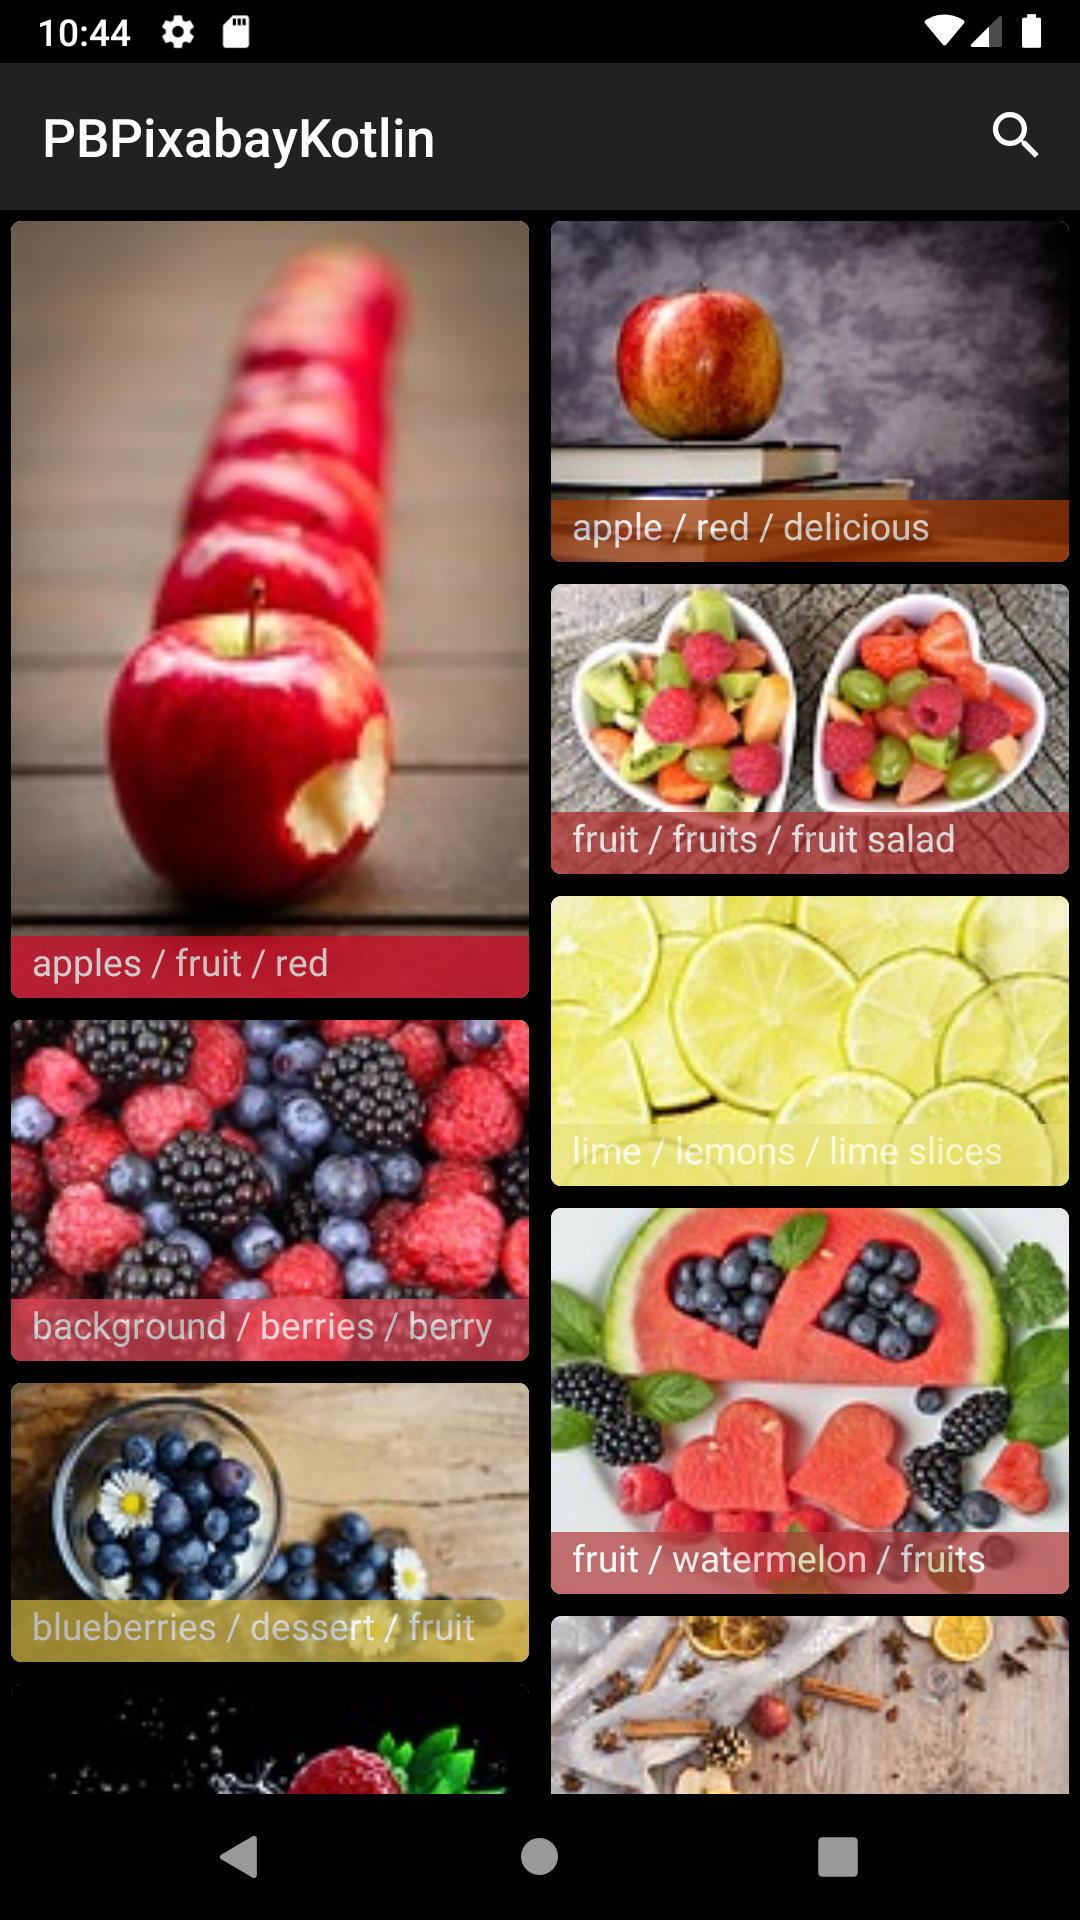 10:44
PBPixabayKotlin
apples / fruit / red
apple / red / delicious
fruit / fruits / fruit salad
background / berries / berry
lime / lemons / lime slices
blueberries / dessert / fruit
fruit / watermelon / fruits